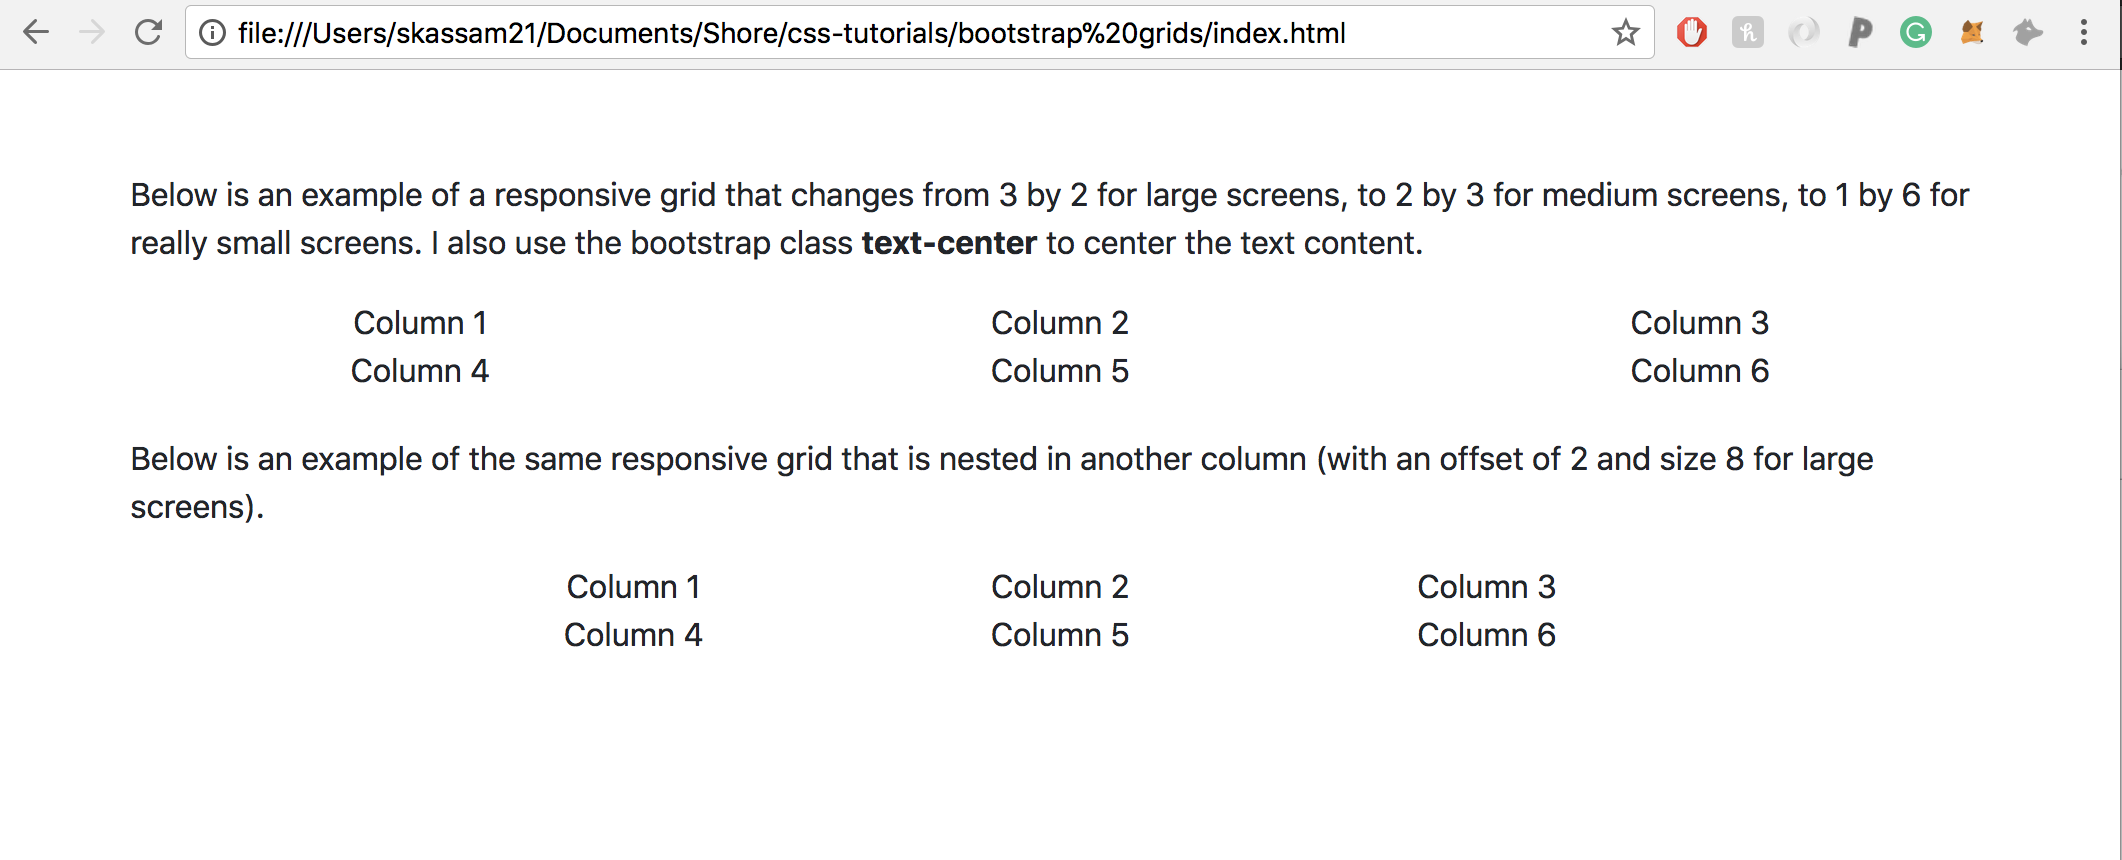 file:///Users/skassam21/Documents/Shore/css-tutorials/bootstrap%20grids/index.html
Below is an example of a responsive grid that changes from 3 by 2 for large screens, to 2 by 3 for medium screens, to 1 by 6 for
really small screens. I also use the bootstrap class text-center to center the text content.
Column 1 Column 2 Column 3
Column 4 Column 5 Column 6
Below is an example of the same responsive grid that is nested in another column (with an offset of 2 and size 8 for large
screens).
Column 1 Column 2 Column 3
Column 4 Column 5 Column 6